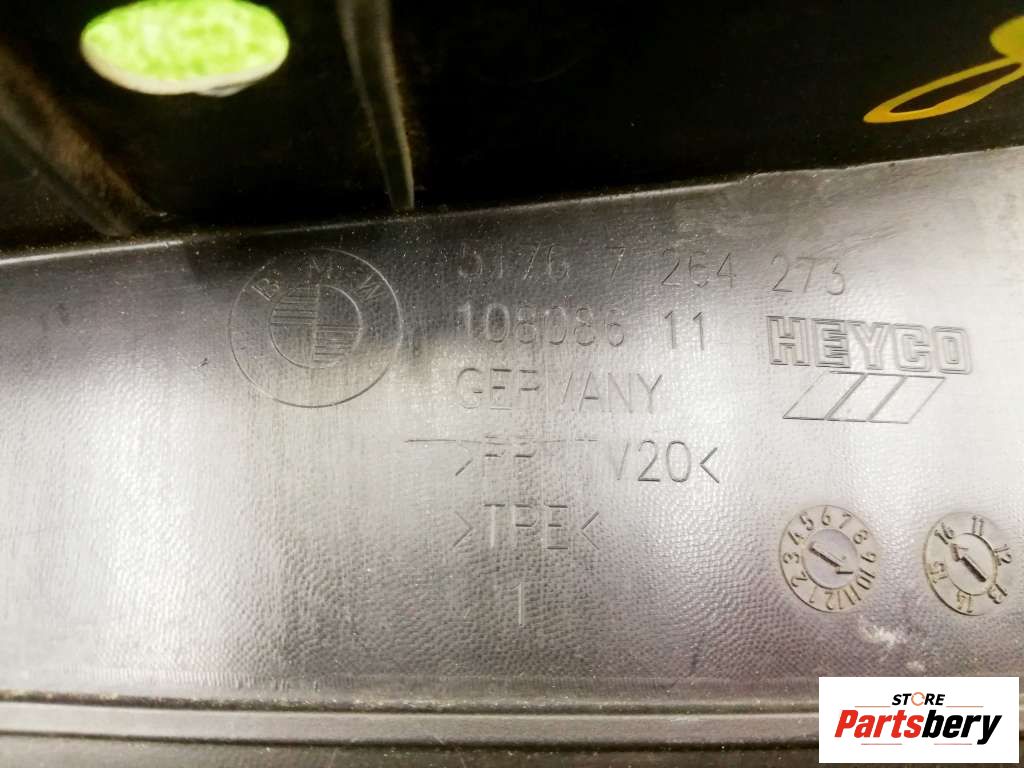 BMW
5176 7 264 273
108086 11
HEYCO
GERMANY
>PP TV20<
>TPE<
1
1 2 3 4 5 6 7 8 9 10 11 12
11 12 13 14 15 16
STORE
Partsbery